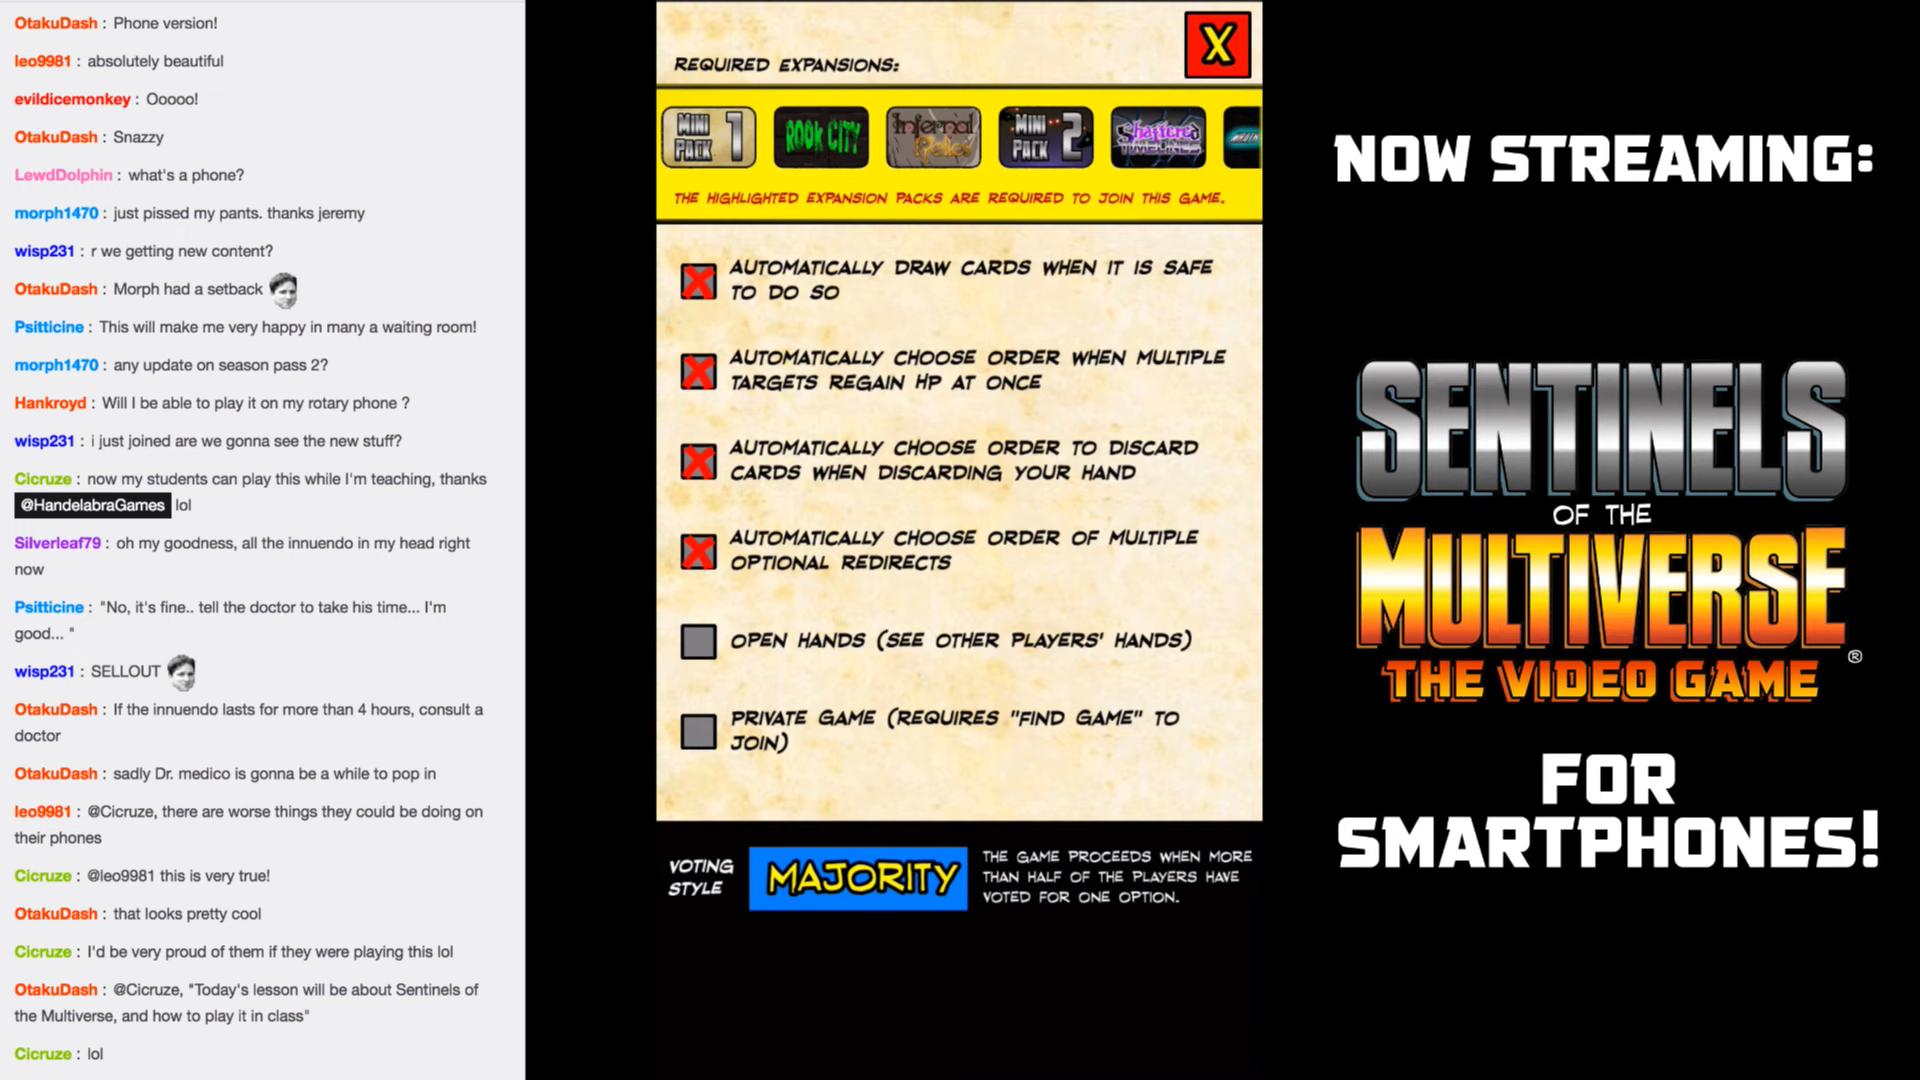 OtakuDash : Phone version!
leo9981 : absolutely beautiful
evildicemonkey : Ooooo!
OtakuDash : Snazzy
LewdDolphin : what's a phone?
morph1470 : just pissed my pants. thanks jeremy
wisp231 : r we getting new content?
OtakuDash : Morph had a setback
Psitticine : This will make me very happy in many a waiting room!
morph1470 : any update on season pass 2?
Hankroyd : Will I be able to play it on my rotary phone ?
wisp231 : i just joined are we gonna see the new stuff?
Cicruze : now my students can play this while I'm teaching, thanks
@HandelabraGames lol
Silverleaf79 : oh my goodness, all the innuendo in my head right
now
Psitticine : "No, it's fine.. tell the doctor to take his time... I'm
good... "
wisp231 : SELLOUT
OtakuDash : If the innuendo lasts for more than 4 hours, consult a
doctor
OtakuDash : sadly Dr. medico is gonna be a while to pop in
leo9981 : @Cicruze, there are worse things they could be doing on
their phones
Cicruze : @leo9981 this is very true!
OtakuDash : that looks pretty cool
Cicruze : I'd be very proud of them if they were playing this lol
OtakuDash : @Cicruze, "Today's lesson will be about Sentinels of
the Multiverse, and how to play it in class"
Cicruze : lol
REQUIRED EXPANSIONS:
X
MINI PACK 1
ROOK CITY
Infernal Relics
MINI PACK 2
Shattered TIMELINES
THE HIGHLIGHTED EXPANSION PACKS ARE REQUIRED TO JOIN THIS GAME.
AUTOMATICALLY DRAW CARDS WHEN IT IS SAFE
TO DO SO
AUTOMATICALLY CHOOSE ORDER WHEN MULTIPLE
TARGETS REGAIN HP AT ONCE
AUTOMATICALLY CHOOSE ORDER TO DISCARD
CARDS WHEN DISCARDING YOUR HAND
AUTOMATICALLY CHOOSE ORDER OF MULTIPLE
OPTIONAL REDIRECTS
OPEN HANDS (SEE OTHER PLAYERS' HANDS)
PRIVATE GAME (REQUIRES "FIND GAME" TO
JOIN)
VOTING
STYLE
MAJORITY
THE GAME PROCEEDS WHEN MORE
THAN HALF OF THE PLAYERS HAVE
VOTED FOR ONE OPTION.
NOW STREAMING:
SENTINELS
OF THE
MULTIVERSE
®
THE VIDEO GAME
FOR
SMARTPHONES!